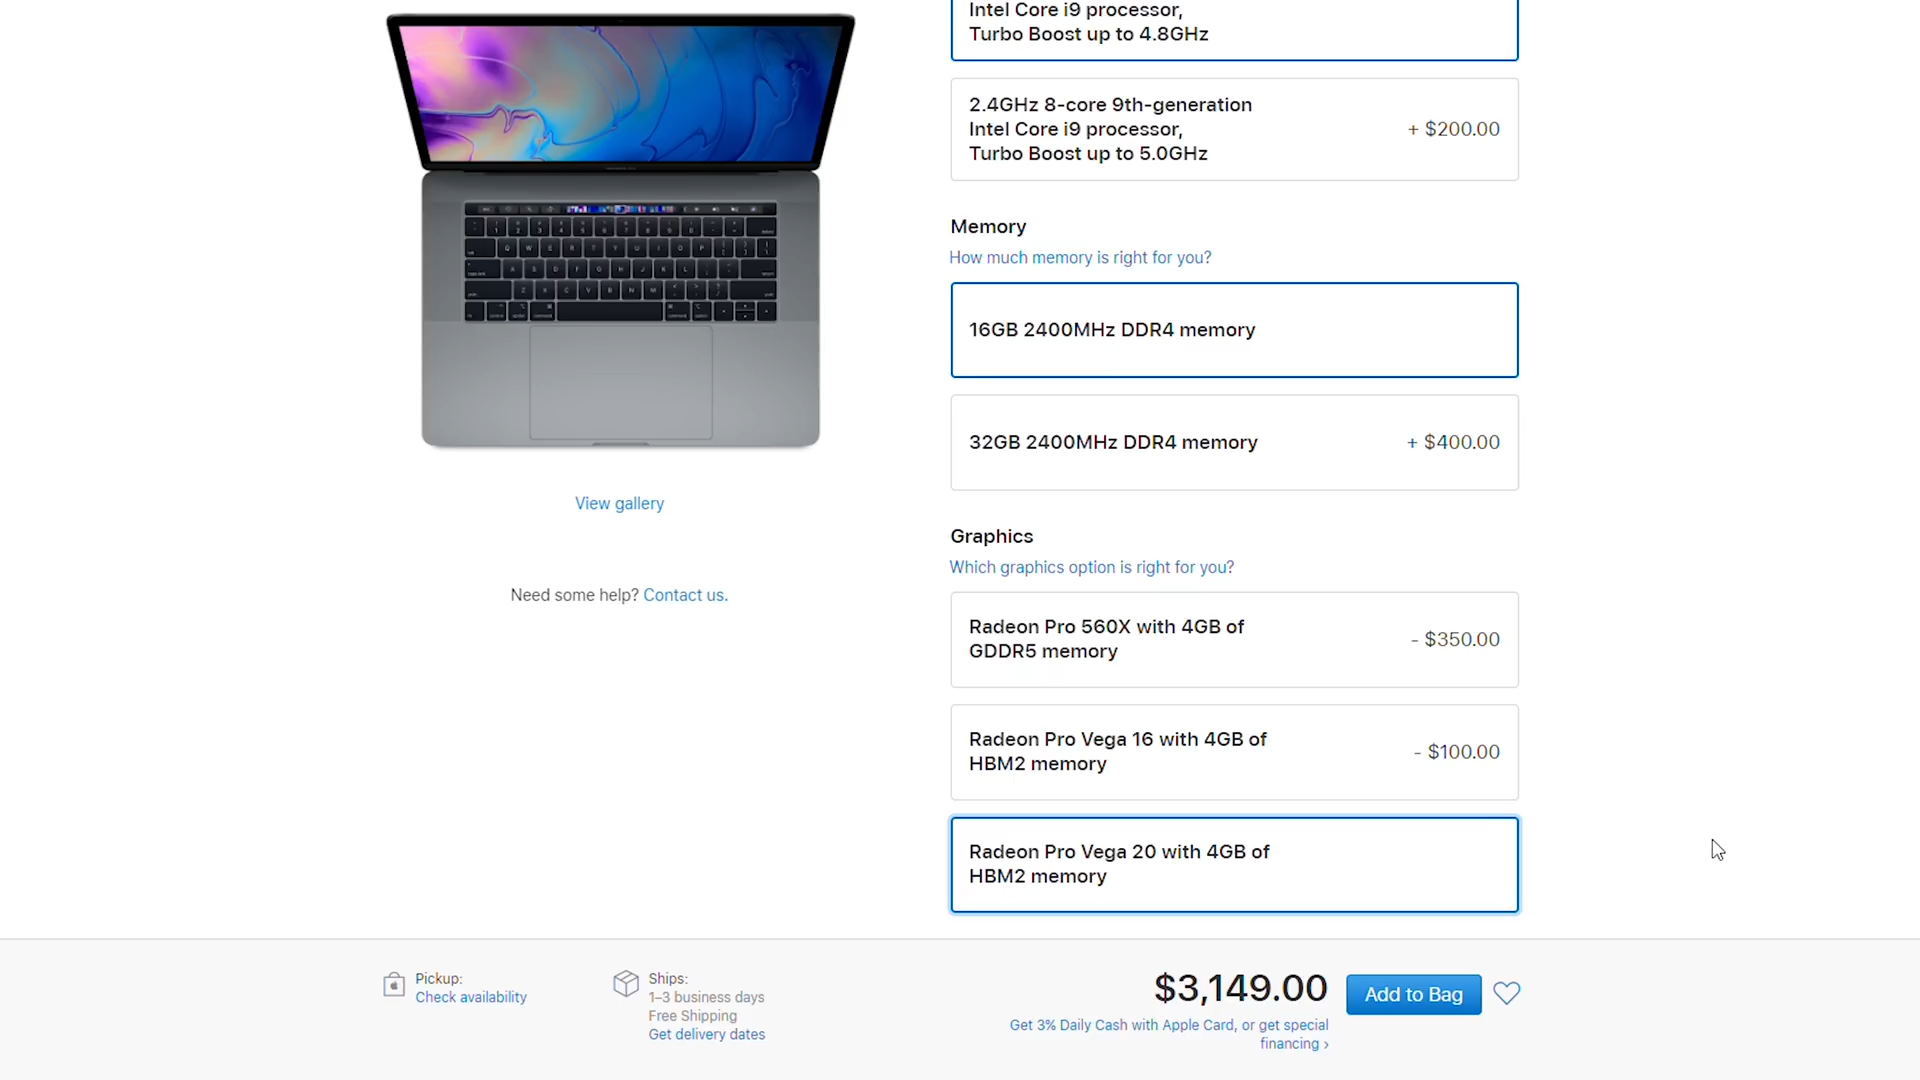 Intel Core i9 processor,
Turbo Boost up to 4.8GHz
2.4GHz 8-core 9th-generation
Intel Core i9 processor,
Turbo Boost up to 5.0GHz
+ $200.00
Memory
How much memory is right for you?
16GB 2400MHz DDR4 memory
32GB 2400MHz DDR4 memory
+ $400.00
View gallery
Graphics
Which graphics option is right for you?
Need some help? Contact us.
Radeon Pro 560X with 4GB of
GDDR5 memory
- $350.00
Radeon Pro Vega 16 with 4GB of
HBM2 memory
- $100.00
Radeon Pro Vega 20 with 4GB of
HBM2 memory
Pickup:
Check availability
Ships:
1–3 business days
Free Shipping
Get delivery dates
$3,149.00
Add to Bag
Get 3% Daily Cash with Apple Card, or get special
financing ›